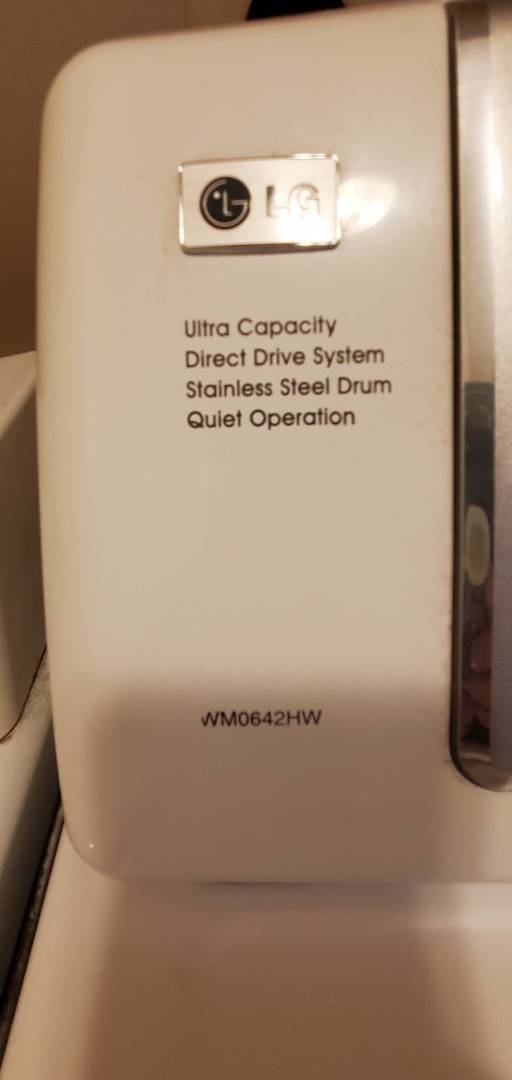 LG
Ultra Capacity
Direct Drive System
Stainless Steel Drum
Quiet Operation
WM0642HW